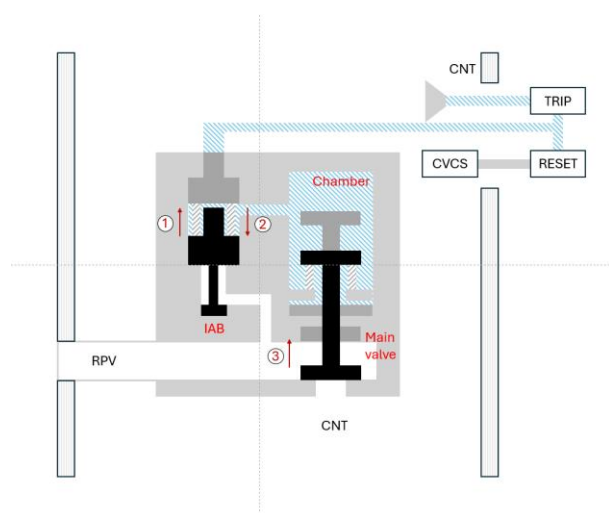 CNT
TRIP
CVCS
RESET
Chamber
①
②
IAB
RPV
③
Main
valve
CNT